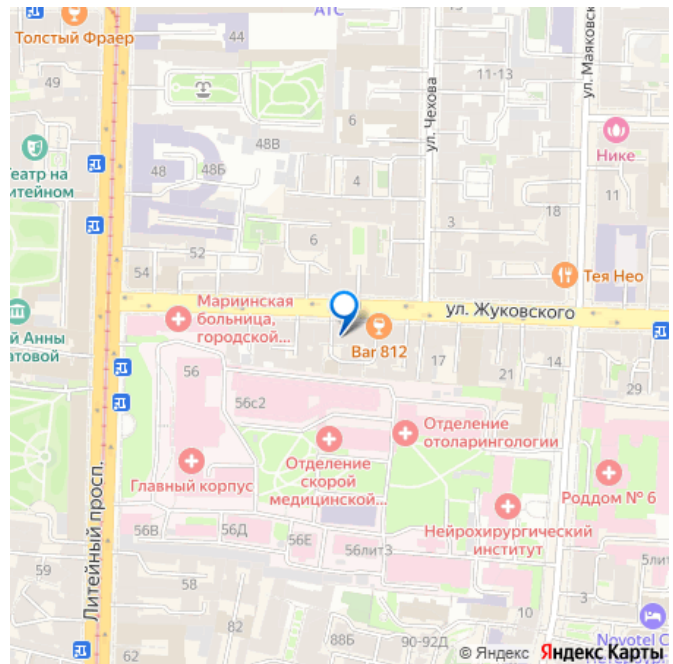 АТС
Толстый Фраер
44
49
11-13
ул. Маяковск
ул. Чехова
6
Нике
48В
Театр на
итейном
48
48Б
4
3
18
6
52
54
Тея Нео
Мариинская
больница,
городской...
ул. Жуковского
й Анны
атовой
Bar 812
17
21
14
29
56
56с2
Отделение
отоларингологии
Отделение
скорой
медицинской...
Главный корпус
Роддом № 6
Нейрохирургический
институт
Литейный просп.
56В
56Д
56Е
56лит3
5лит
59
58
3
10
82
62
88Б
90-92Д
Novotel С
© Яндекс Яндекс Карты